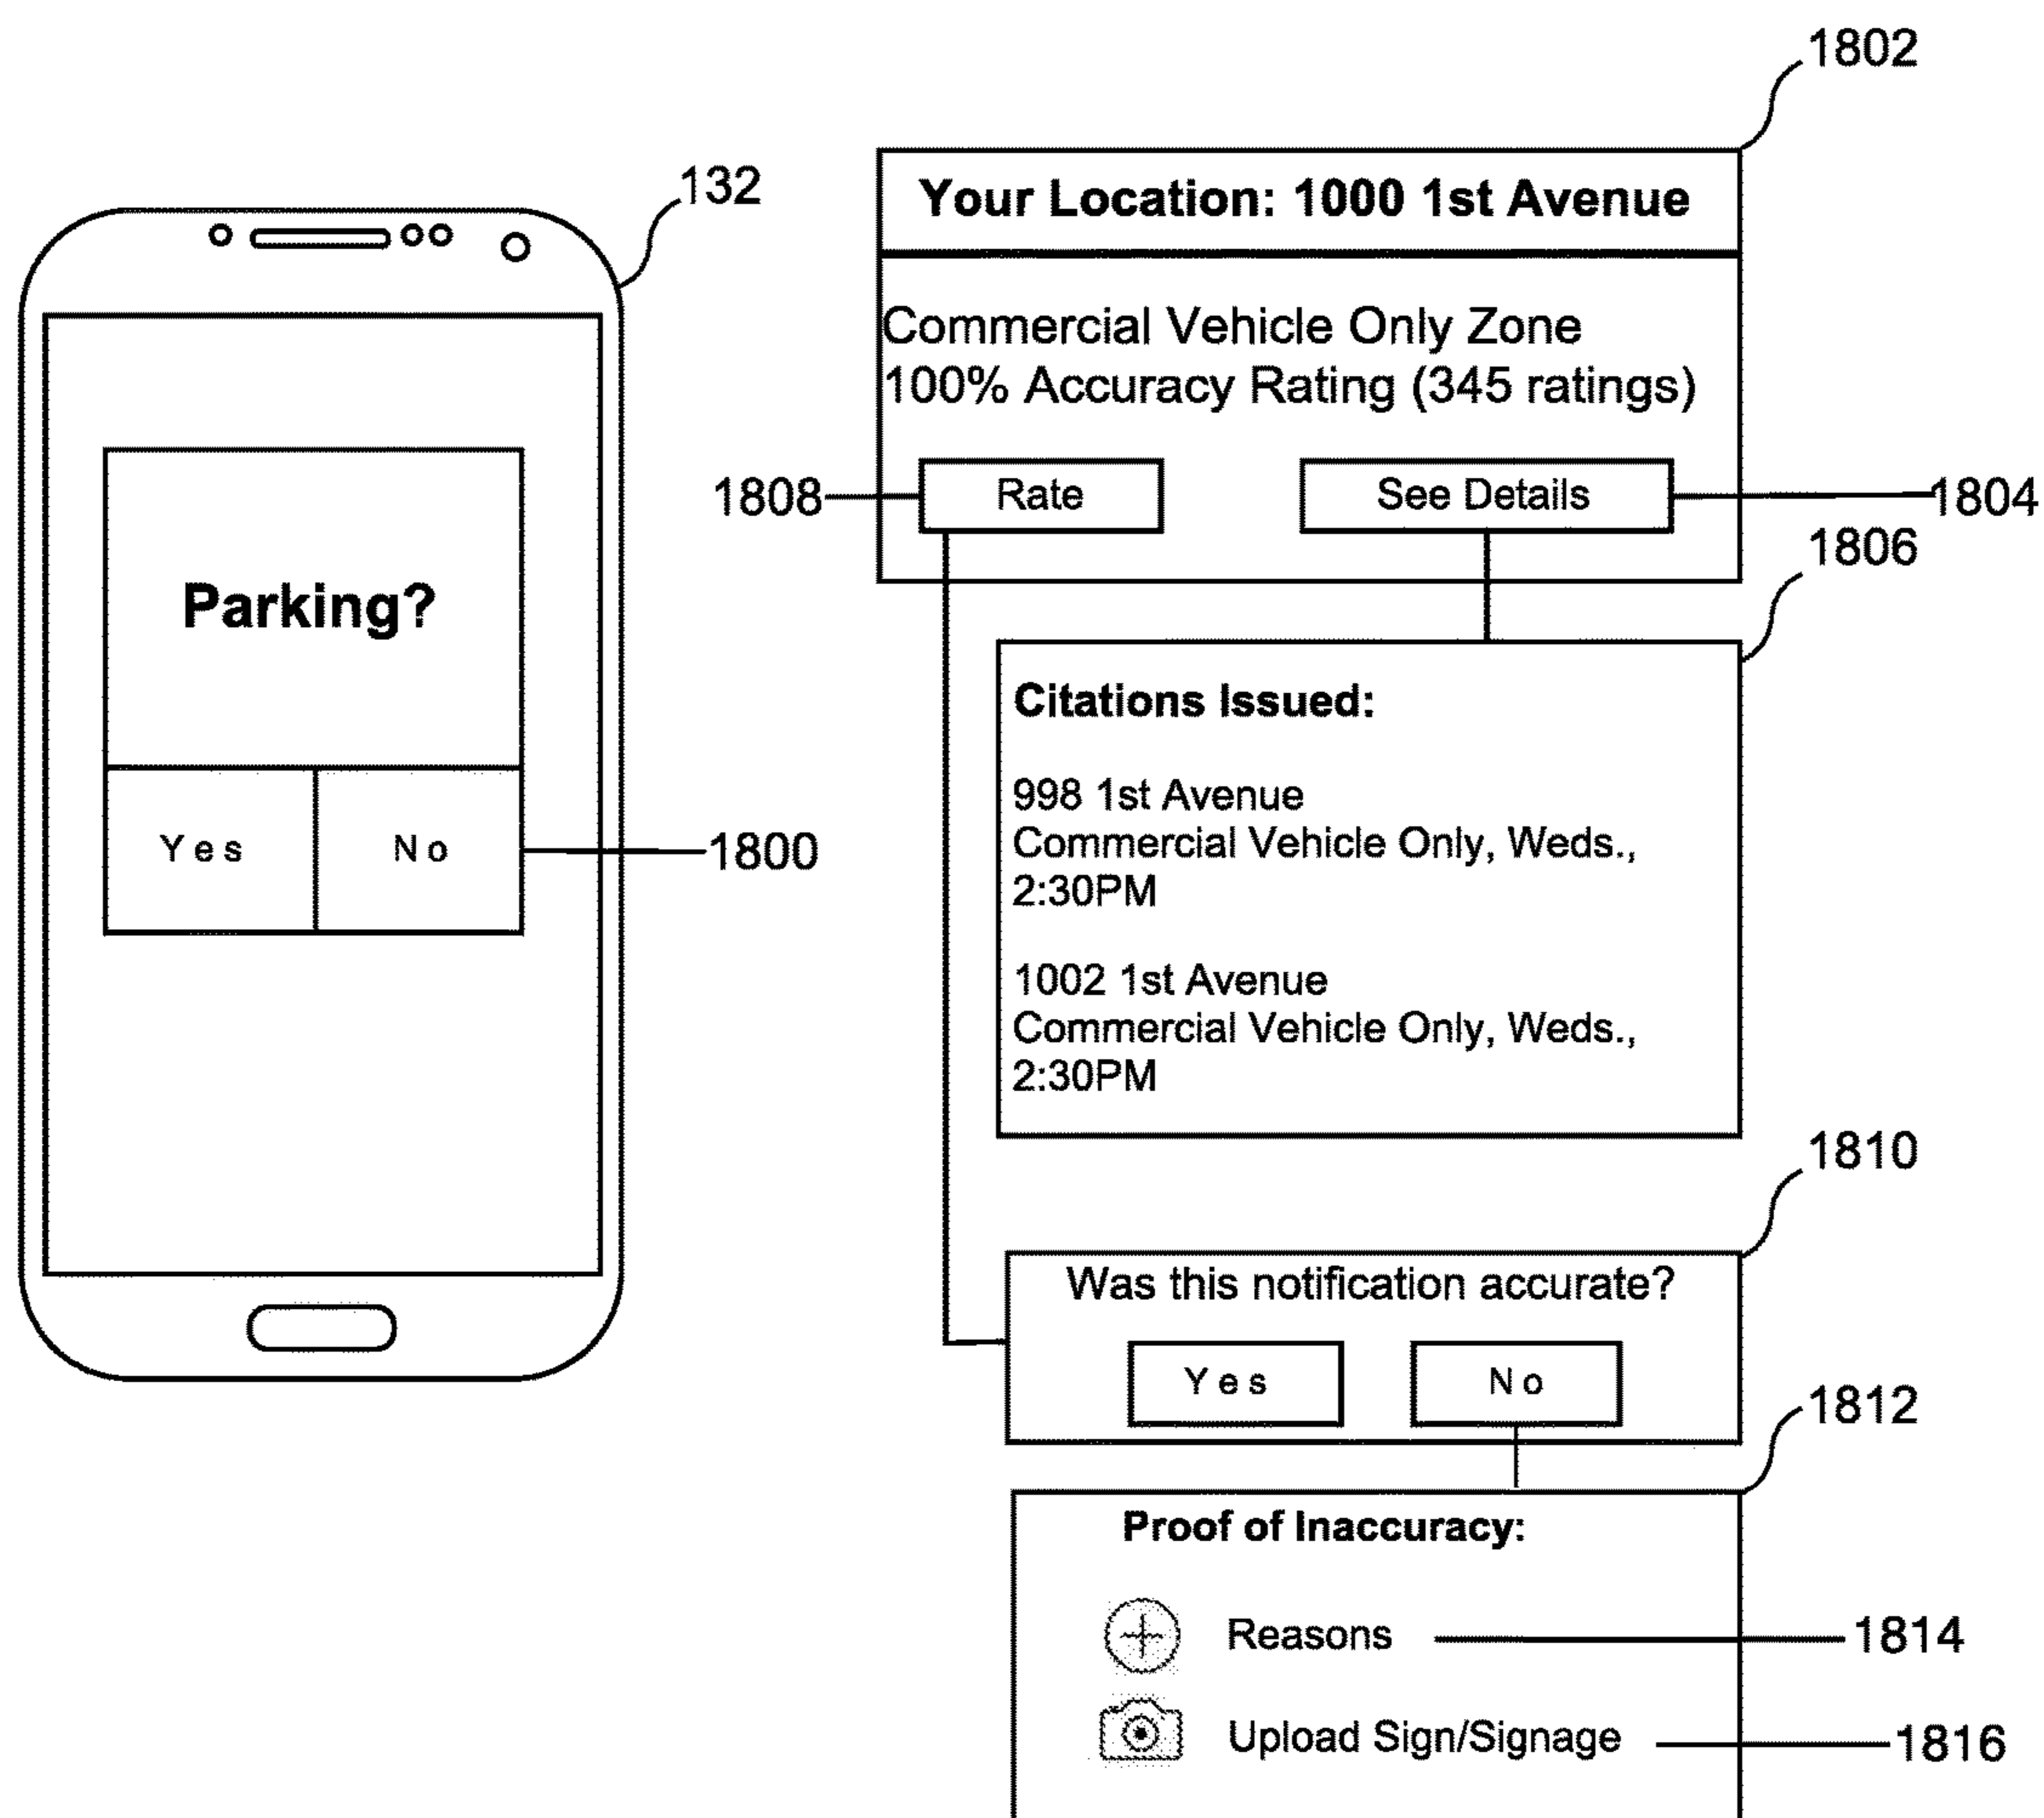 132
Parking?
Yes No
1800
1802
Your Location: 1000 1st Avenue
Commercial Vehicle Only Zone
100% Accuracy Rating (345 ratings)
1808 Rate See Details 1804
1806
Citations Issued:
998 1st Avenue
Commercial Vehicle Only, Weds.,
2:30PM
1002 1st Avenue
Commercial Vehicle Only, Weds.,
2:30PM
1810
Was this notification accurate?
Yes No
1812
Proof of Inaccuracy:
Reasons 1814
Upload Sign/Signage 1816